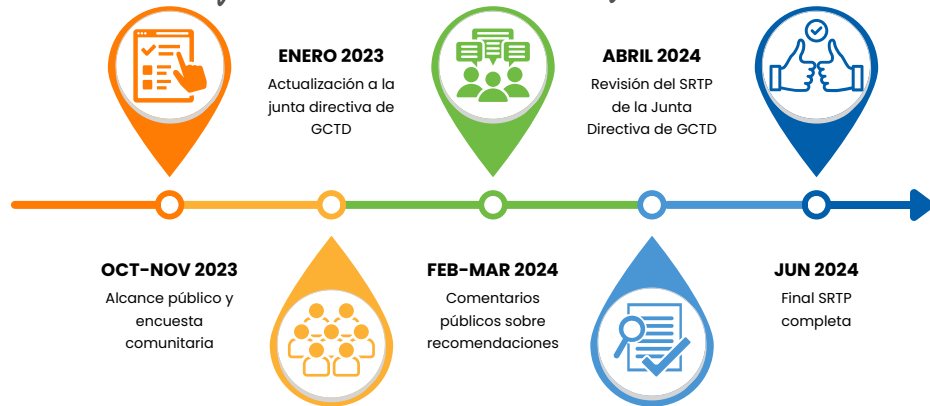 OCT-NOV 2023
Alcance público y
encuesta
comunitaria
ENERO 2023
Actualización a la
junta directiva de
GCTD
FEB-MAR 2024
Comentarios
públicos sobre
recomendaciones
ABRIL 2024
Revisión del SRTP
de la Junta
Directiva de GCTD
JUN 2024
Final SRTP
completa